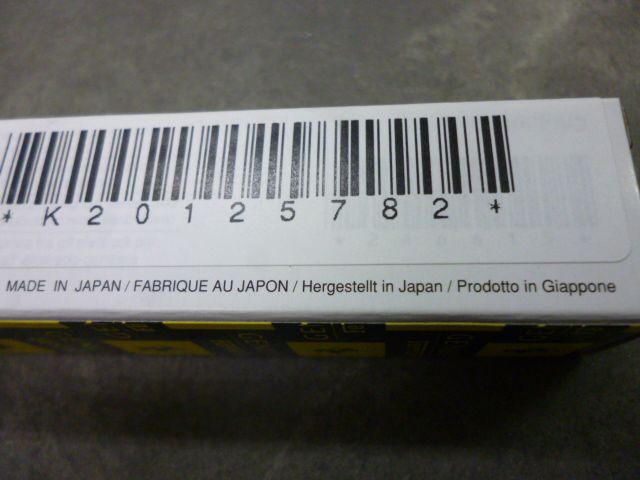 *K20125782*
MADE IN JAPAN / FABRIQUE AU JAPON / Hergestellt in Japan / Prodotto in Giappone